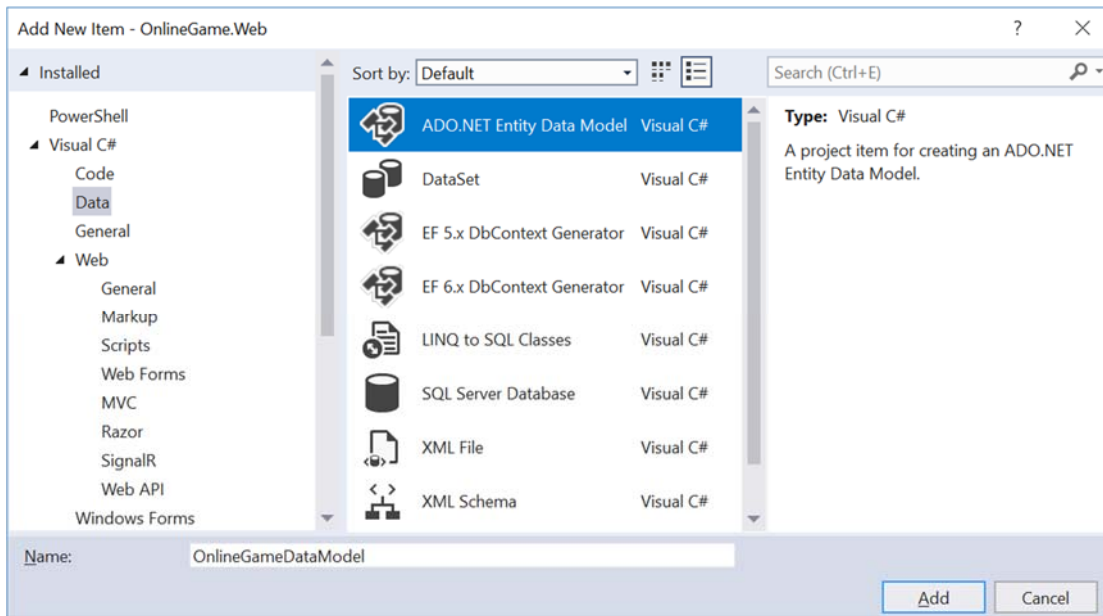 Add New Item - OnlineGame.Web
?
Installed
Sort by: Default
Search (Ctrl+E)
PowerShell
Visual C#
Code
Data
General
Web
General
Markup
Scripts
Web Forms
MVC
Razor
SignalR
Web API
Windows Forms
ADO.NET Entity Data Model Visual C#
DataSet Visual C#
EF 5.x DbContext Generator Visual C#
EF 6.x DbContext Generator Visual C#
LINQ to SQL Classes Visual C#
SQL Server Database Visual C#
XML File Visual C#
XML Schema Visual C#
Type: Visual C#
A project item for creating an ADO.NET
Entity Data Model.
Name: OnlineGameDataModel
Add Cancel